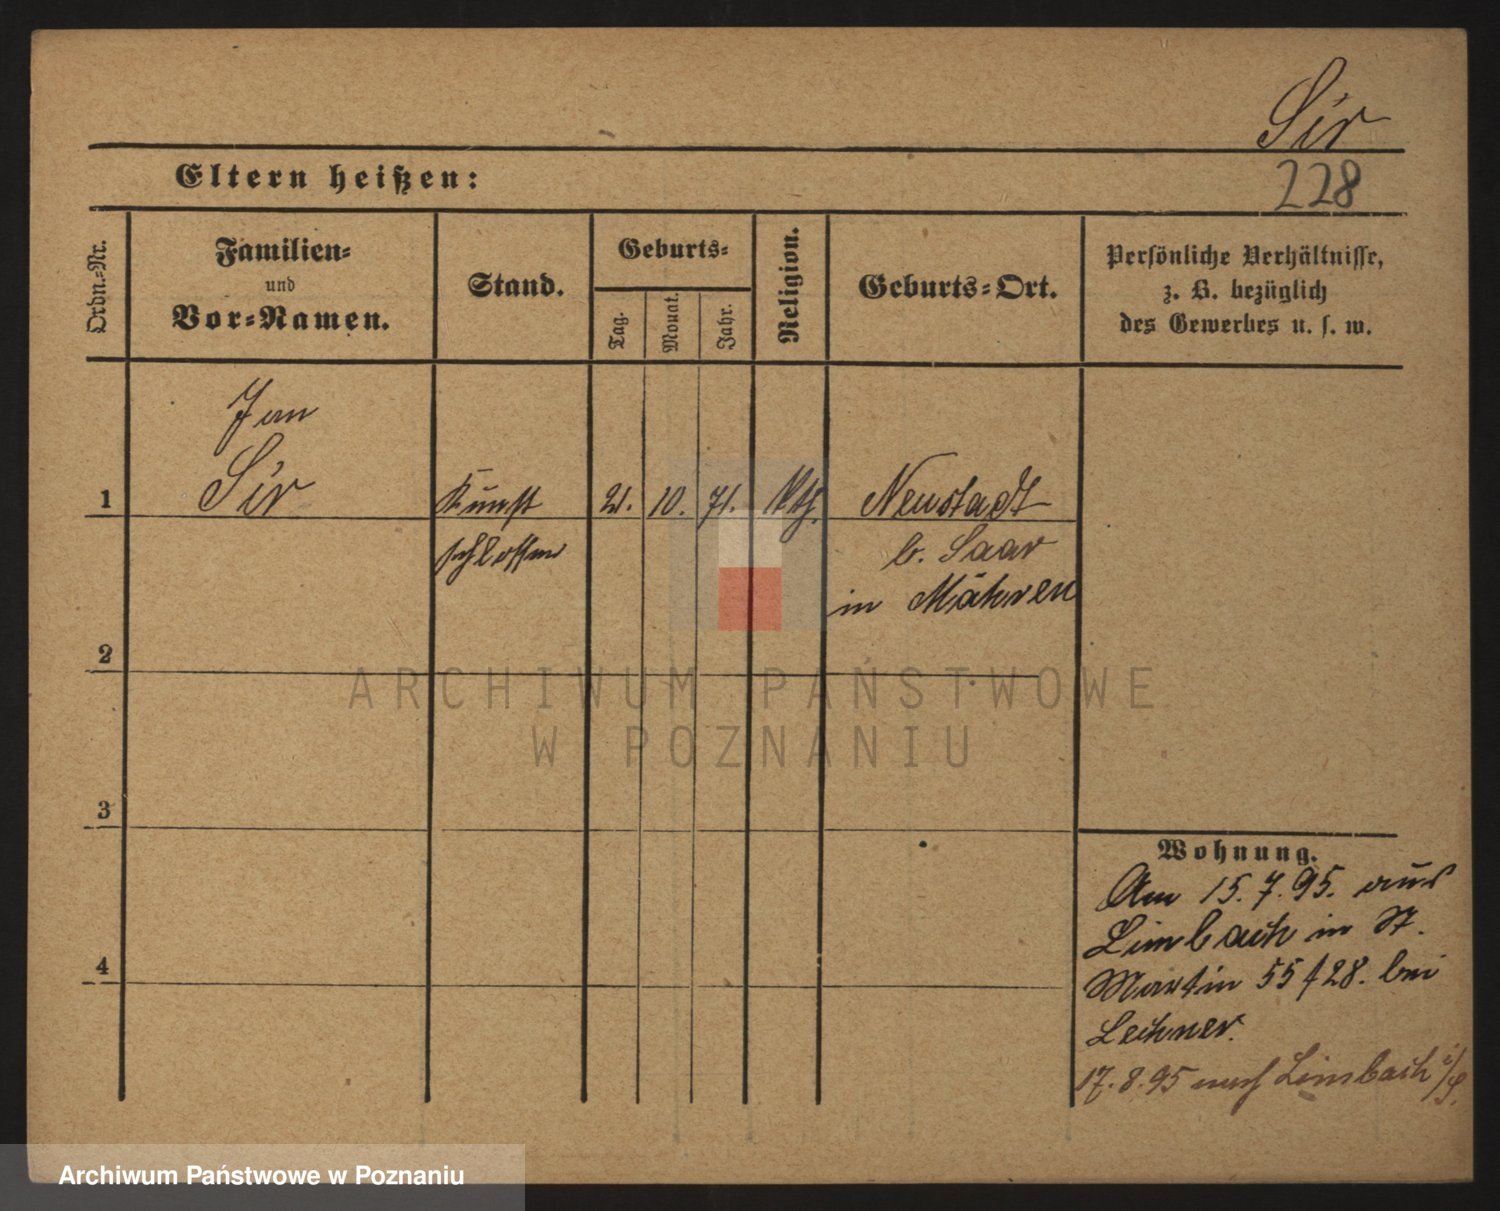 Sir
Eltern heißen:
228
Ordn.-Nr.
Familien-
und
Vor-Namen.
Stand.
Geburts-
Tag.
Monat.
Jahr.
Religion.
Geburts-Ort.
Persönliche Verhältnisse,
z. B. bezüglich
des Gewerbes u. s. w.
Jan
1 Sir Kunst 21. 10. 71. kth. Neustadt
schlosser b. Saar
in Mähren
2
ARCHIWUM PAŃSTWOWE
W POZNANIU
3
Wohnung.
Am 15.7.95. aus
Limbach in St.
4
Martin 55 f 28. bei
Lechner.
17.8.95 nach Limbach i/S.
Archiwum Państwowe w Poznaniu